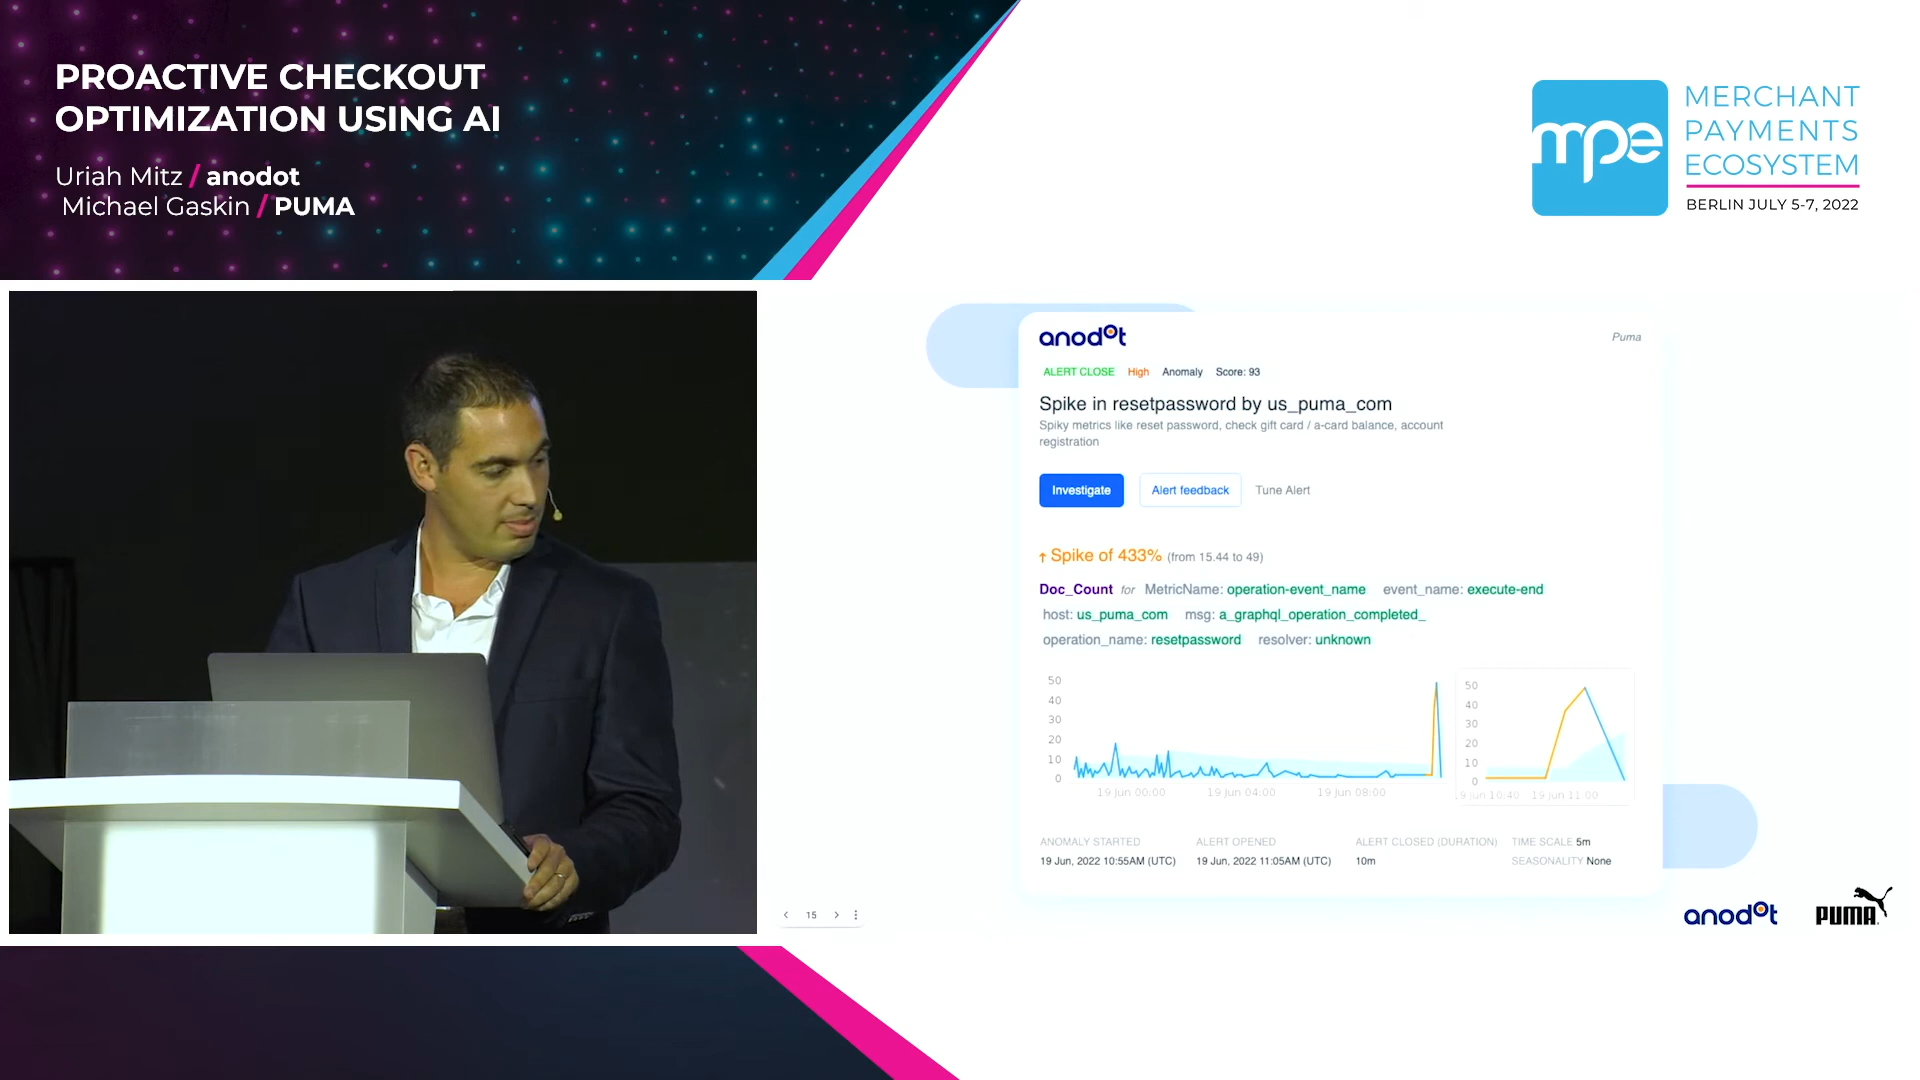 PROACTIVE CHECKOUT
OPTIMIZATION USING AI
Uriah Mitz / anodot
Michael Gaskin / PUMA
mpe
MERCHANT
PAYMENTS
ECOSYSTEM
BERLIN JULY 5-7, 2022
anodot
Puma
ALERT CLOSE High Anomaly Score: 93
Spike in resetpassword by us_puma_com
Spiky metrics like reset password, check gift card / a-card balance, account
registration
Investigate Alert feedback Tune Alert
↑ Spike of 433% (from 15.44 to 49)
Doc_Count for MetricName: operation-event_name event_name: execute-end
host: us_puma_com msg: a_graphql_operation_completed_
operation_name: resetpassword resolver: unknown
50
40
30
20
10
0
19 Jun 00:00 19 Jun 04:00 19 Jun 08:00
50
40
30
20
10
0
19 Jun 10:40 19 Jun 11:00
ANOMALY STARTED ALERT OPENED ALERT CLOSED (DURATION) TIME SCALE 5m
19 Jun, 2022 10:55AM (UTC) 19 Jun, 2022 11:05AM (UTC) 10m SEASONALITY None
‹ 15 › ⋮
anodot PUMA